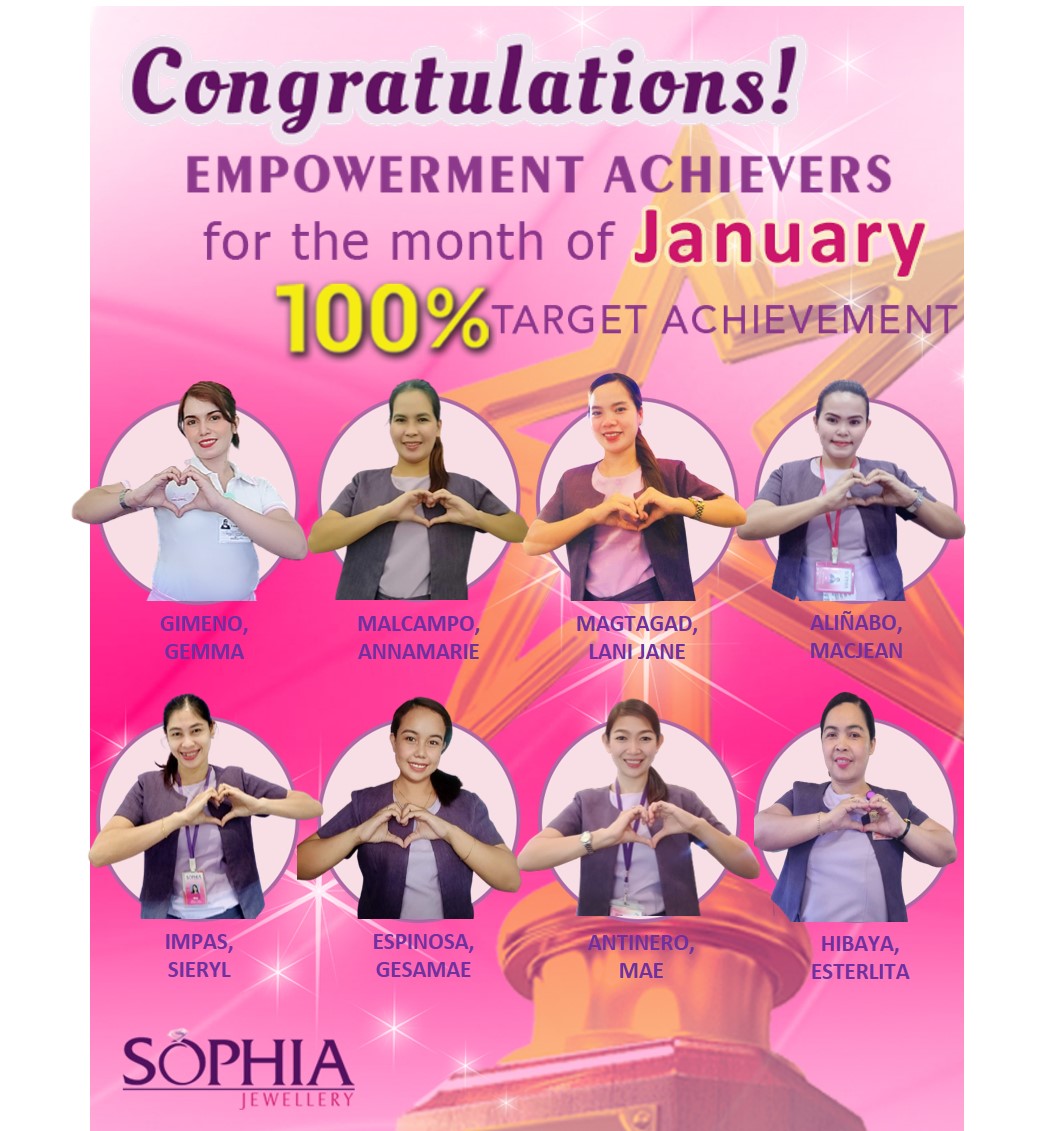 Congratulations!
EMPOWERMENT ACHIEVERS
for the month of January
100% TARGET ACHIEVEMENT
GIMENO,
GEMMA
MALCAMPO,
ANNAMARIE
MAGTAGAD,
LANI JANE
ALIÑABO,
MACJEAN
IMPAS,
SIERYL
ESPINOSA,
GESAMAE
ANTINERO,
MAE
HIBAYA,
ESTERLITA
SOPHIA
JEWELLERY